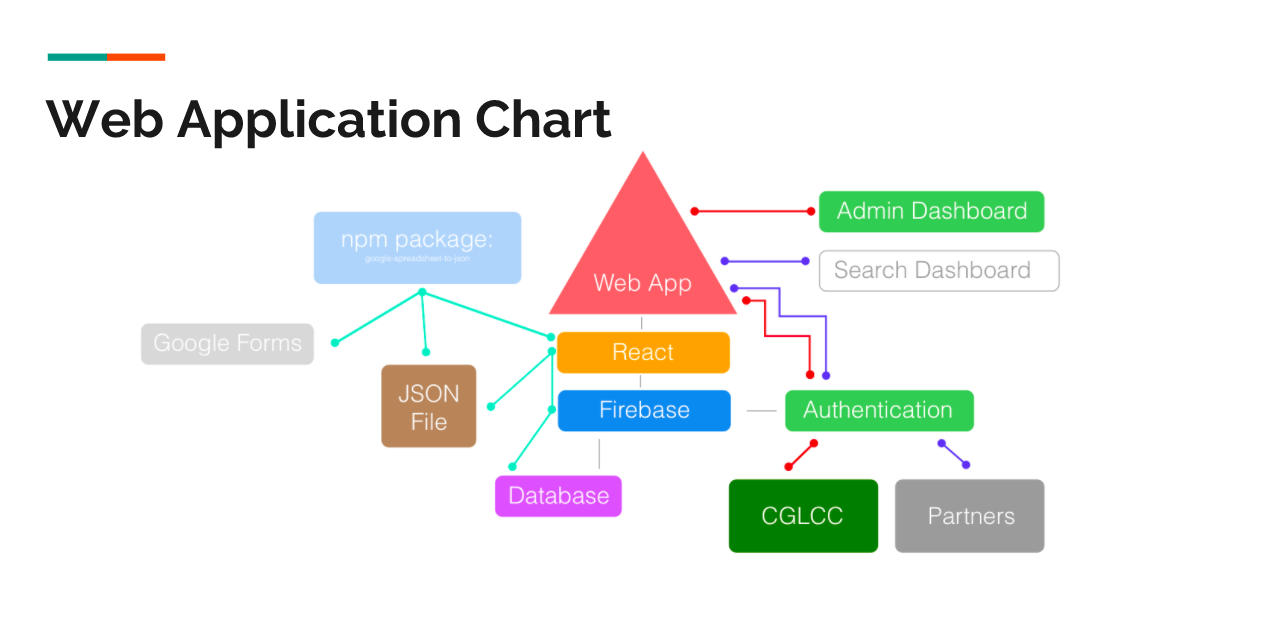 Web Application Chart
npm package:
google-spreadsheet-to-json
Admin Dashboard
Search Dashboard
Web App
Google Forms
React
JSON
File
Firebase
Authentication
Database
CGLCC
Partners